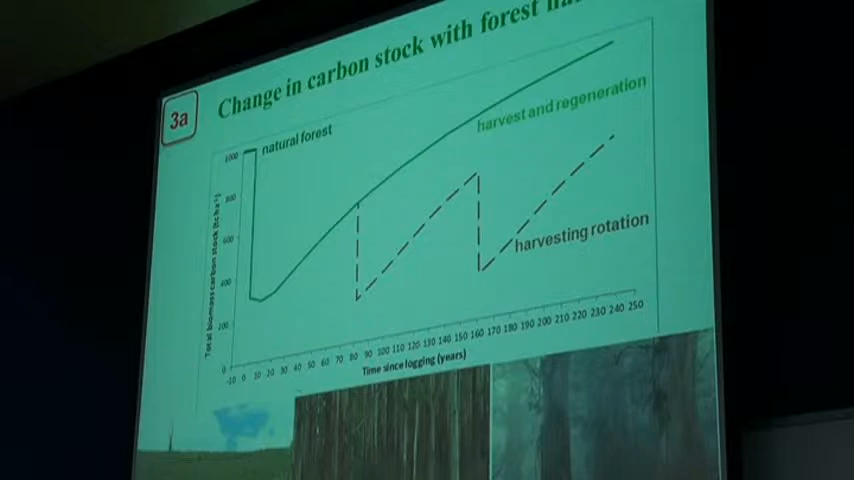 Change in carbon stock with forest
3a
natural forest
harvest and regeneration
harvesting rotation
Total biomass carbon stock (tC ha⁻¹)
1000
800
600
400
200
0
-10 0 10 20 30 40 50 60 70 80 90 100 110 120 130 140 150 160 170 180 190 200 210 220 230 240 250
Time since logging (years)